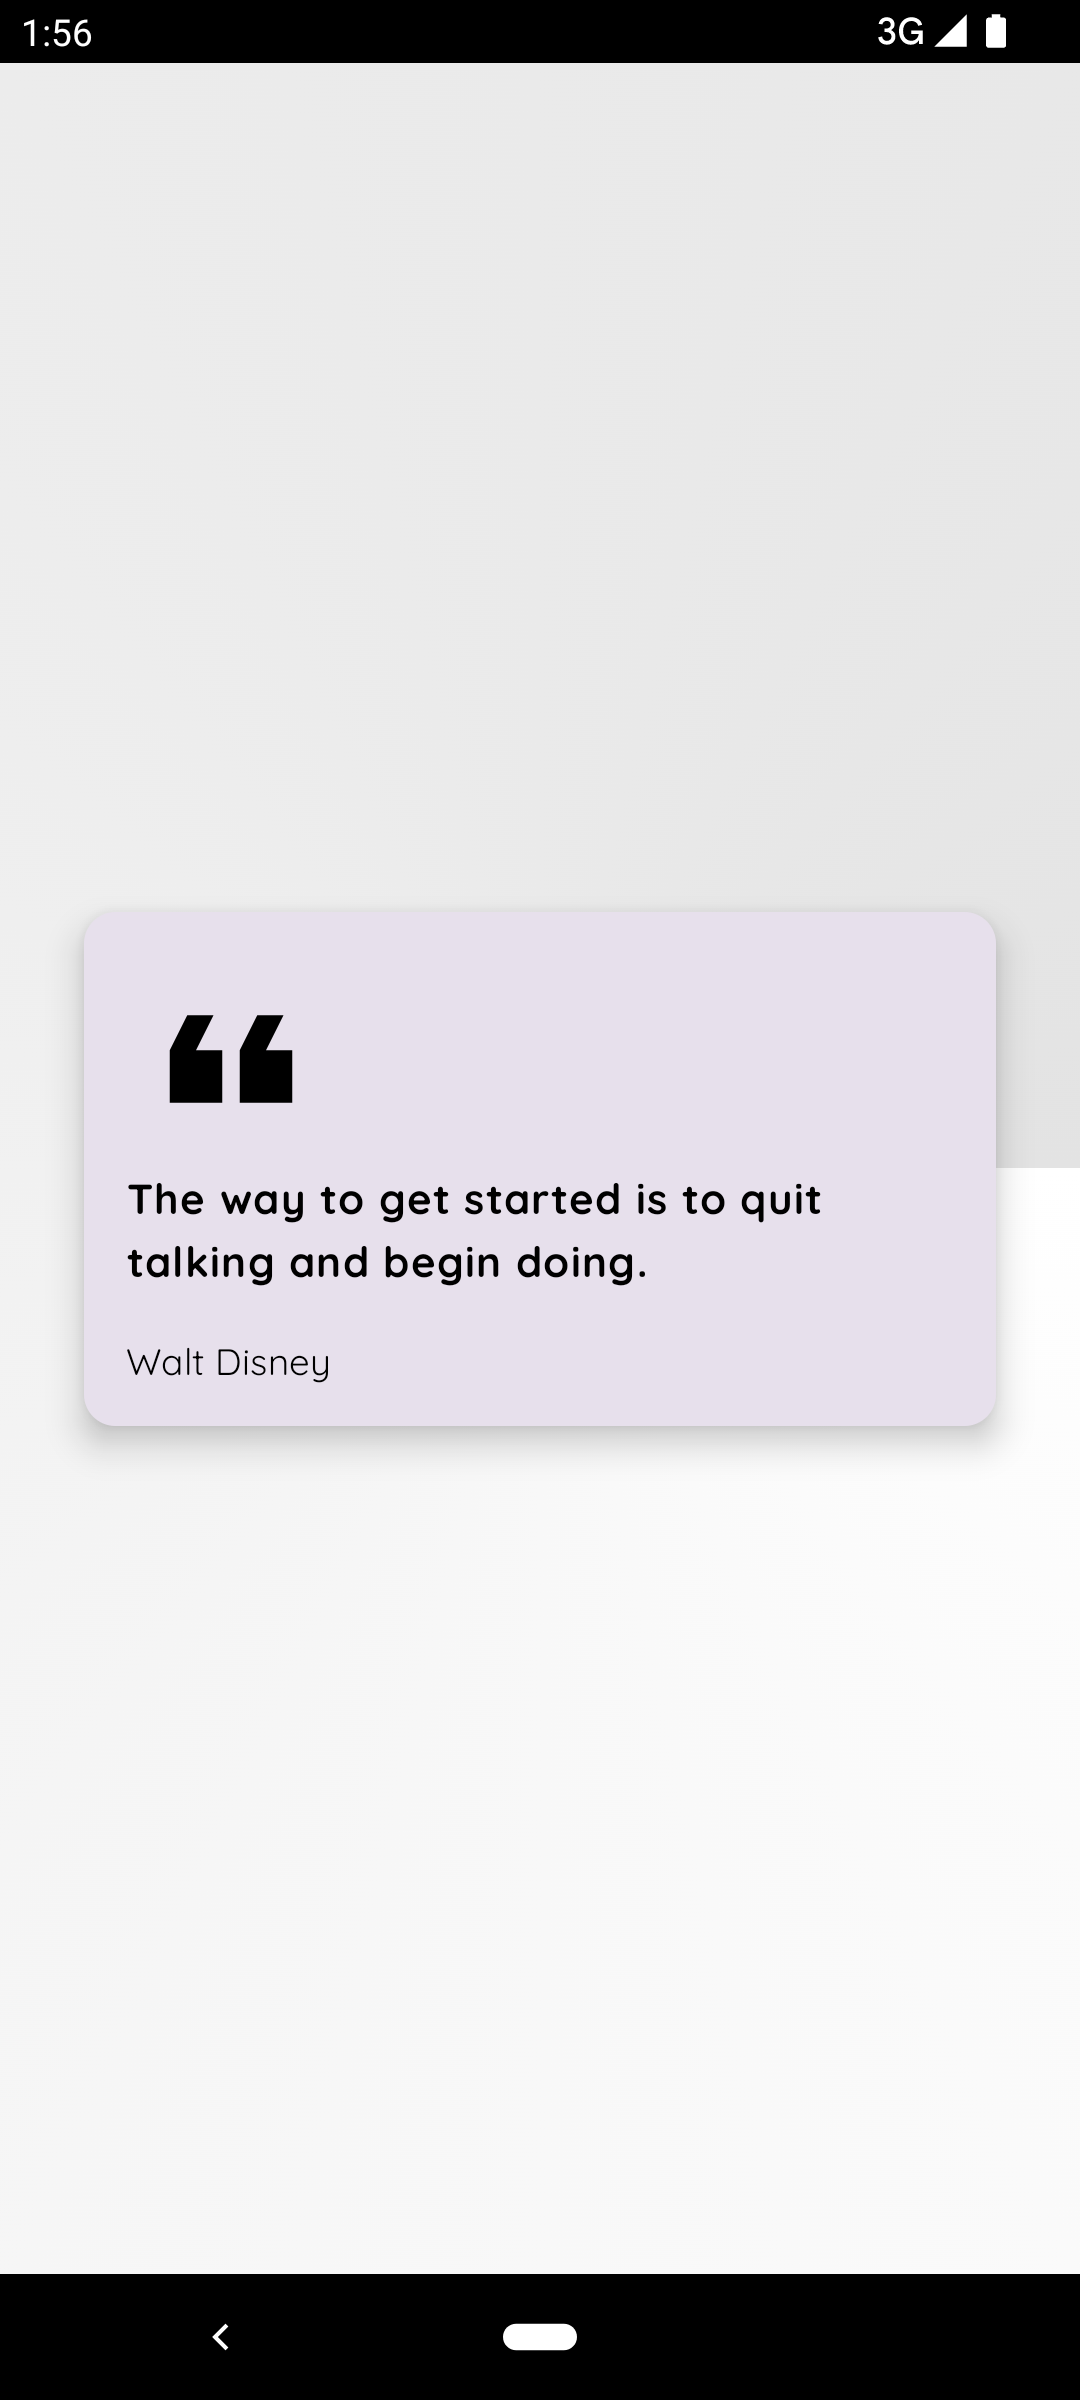 1:56
3G
“
The way to get started is to quit
talking and begin doing.
Walt Disney